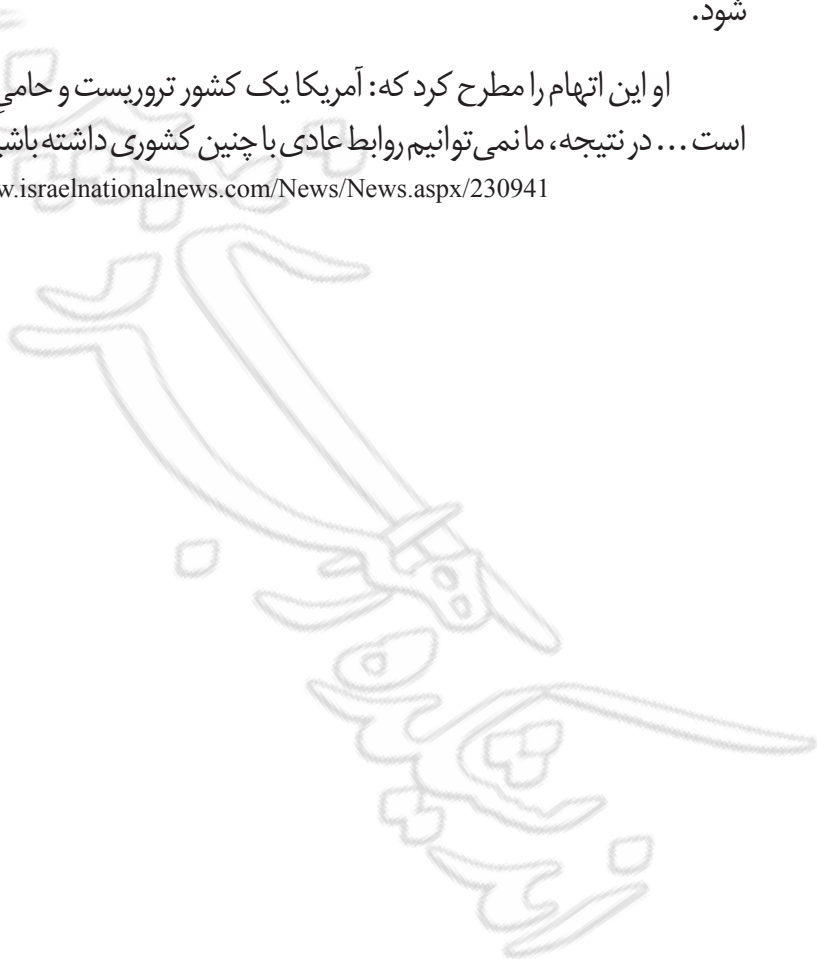 شود.
او این اتهام را مطرح کرد که: آمریکا یک کشور تروریست و حامیِ
است ... در نتیجه، ما نمی‌توانیم روابط عادی با چنین کشوری داشته
w.israelnationalnews.com/News/News.aspx/230941